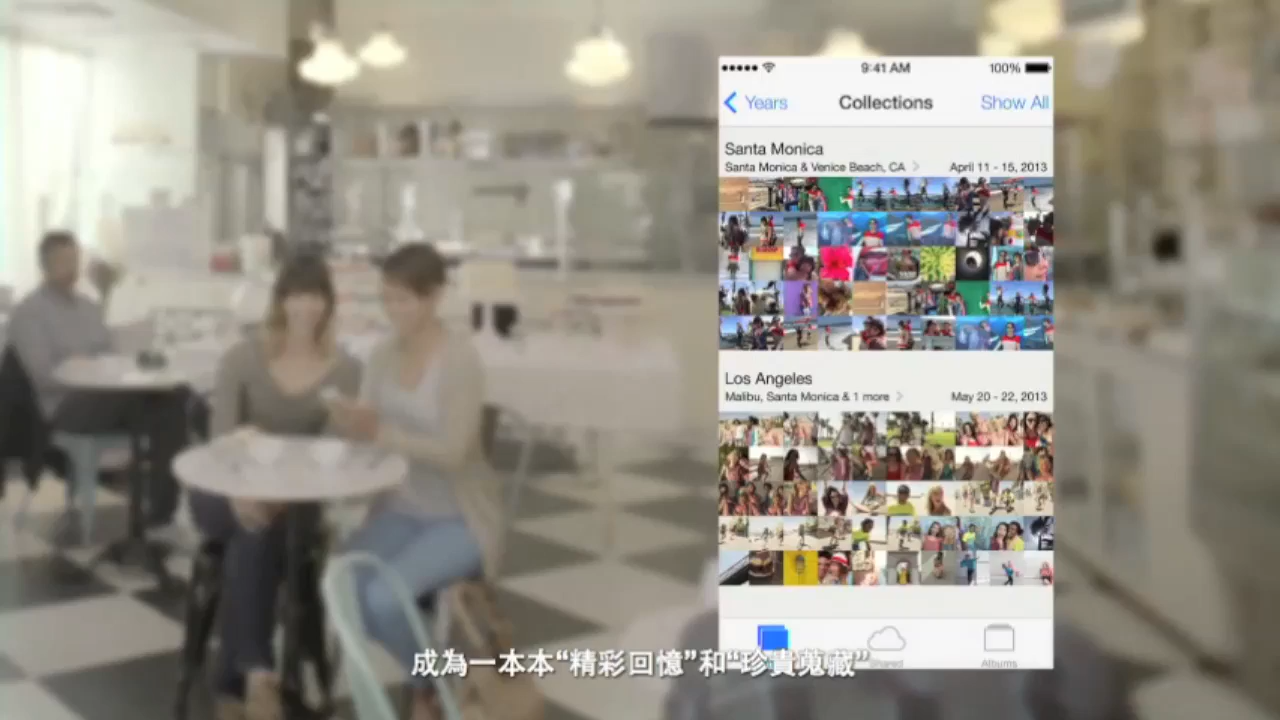 9:41 AM 100%
Years Collections Show All
Santa Monica
Santa Monica & Venice Beach, CA April 11 - 15, 2013
Los Angeles
Malibu, Santa Monica & 1 more May 20 - 22, 2013
Shared Albums
成為一本本“精彩回憶”和“珍貴蒐藏”